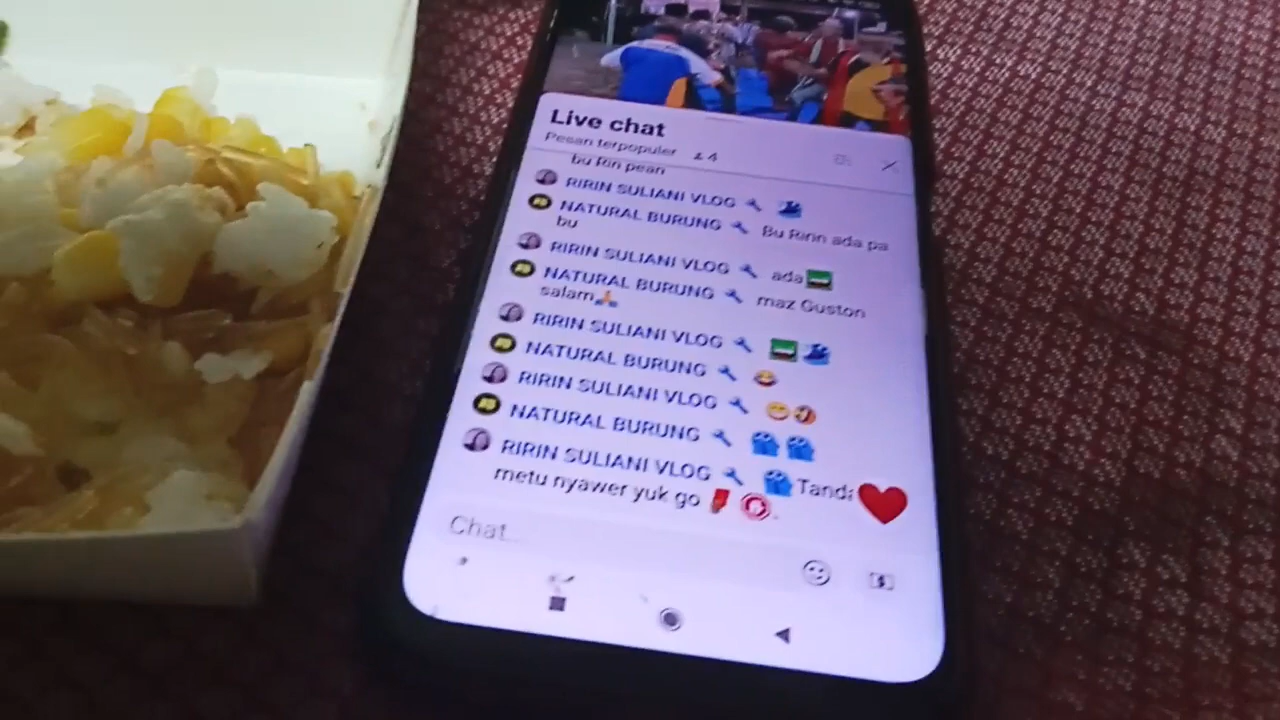 Live chat
Pesan terpopuler 4
bu Rin pean
RIRIN SULIANI VLOG
NATURAL BURUNG Bu Ririn ada pa
bu
RIRIN SULIANI VLOG ada
NATURAL BURUNG maz Guston
salam
RIRIN SULIANI VLOG
NATURAL BURUNG
RIRIN SULIANI VLOG
NATURAL BURUNG
RIRIN SULIANI VLOG Tanda
metu nyawer yuk go
Chat...